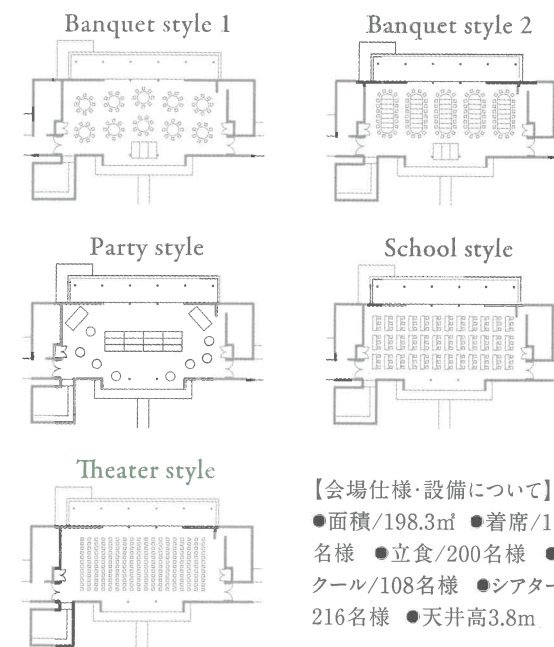 Banquet style 1
Banquet style 2
Party style
School style
Theater style
【会場仕様·設備について】
●面積/198.3㎡ ●着席/1
名様 ●立食/200名様 ●
クール/108名様 ●シアター
216名様 ●天井高3.8m